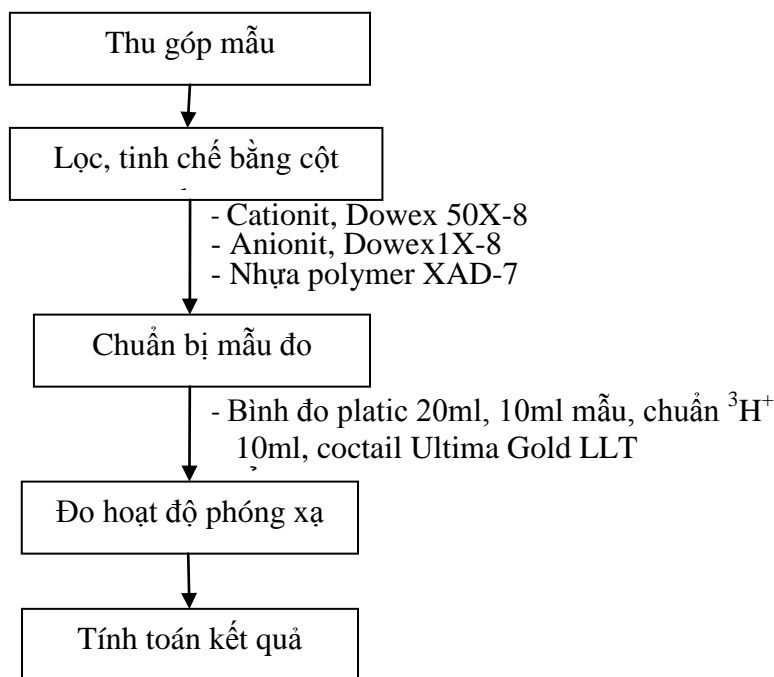 Thu góp mẫu
Lọc, tinh chế bằng cột
- Cationit, Dowex 50X-8
- Anionit, Dowex1X-8
- Nhựa polymer XAD-7
Chuẩn bị mẫu đo
- Bình đo platic 20ml, 10ml mẫu, chuẩn ³H⁺
10ml, coctail Ultima Gold LLT
Đo hoạt độ phóng xạ
Tính toán kết quả